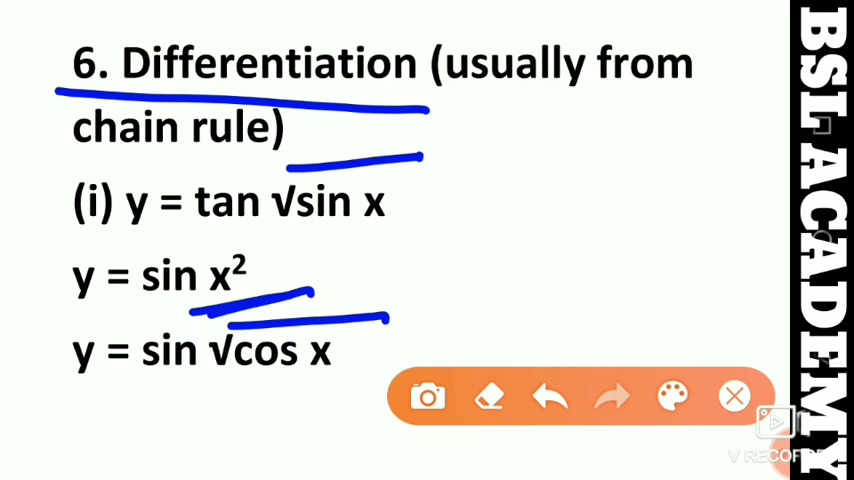 6. Differentiation (usually from
chain rule)
(i) y = tan √sin x
y = sin x²
y = sin √cos x
BSL ACADEMY